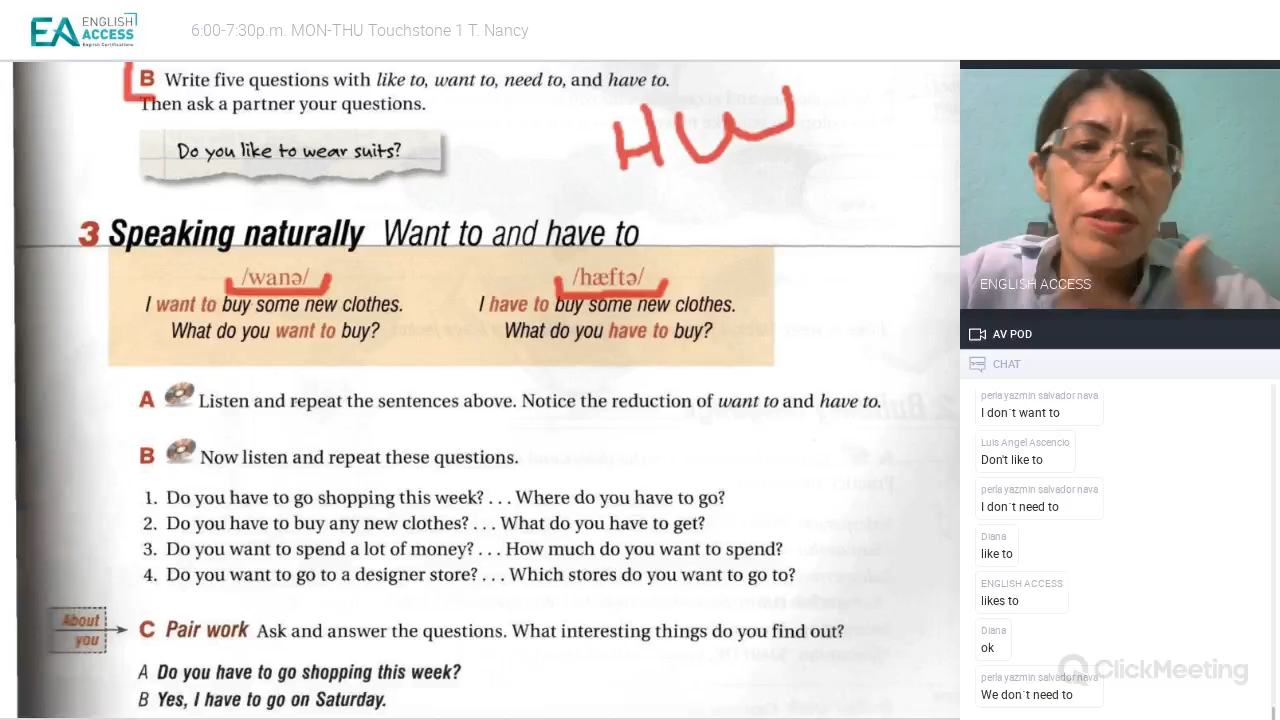 EA ENGLISH
ACCESS
English Certifications
6:00-7:30p.m. MON-THU Touchstone 1 T. Nancy
B Write five questions with like to, want to, need to, and have to.
Then ask a partner your questions.
HW
Do you like to wear suits?
3 Speaking naturally Want to and have to
/wanə/ /hæftə/
I want to buy some new clothes. I have to buy some new clothes.
What do you want to buy? What do you have to buy?
A Listen and repeat the sentences above. Notice the reduction of want to and have to.
B Now listen and repeat these questions.
1. Do you have to go shopping this week? . . . Where do you have to go?
2. Do you have to buy any new clothes? . . . What do you have to get?
3. Do you want to spend a lot of money? . . . How much do you want to spend?
4. Do you want to go to a designer store? . . . Which stores do you want to go to?
About
you
C Pair work Ask and answer the questions. What interesting things do you find out?
A Do you have to go shopping this week?
B Yes, I have to go on Saturday.
ENGLISH ACCESS
AV POD
CHAT
perla yazmin salvador nava
I don´t want to
Luis Angel Ascencio
Don't like to
perla yazmin salvador nava
I don´t need to
Diana
like to
ENGLISH ACCESS
likes to
Diana
ok
perla yazmin salvador nava
We don´t need to
ClickMeeting